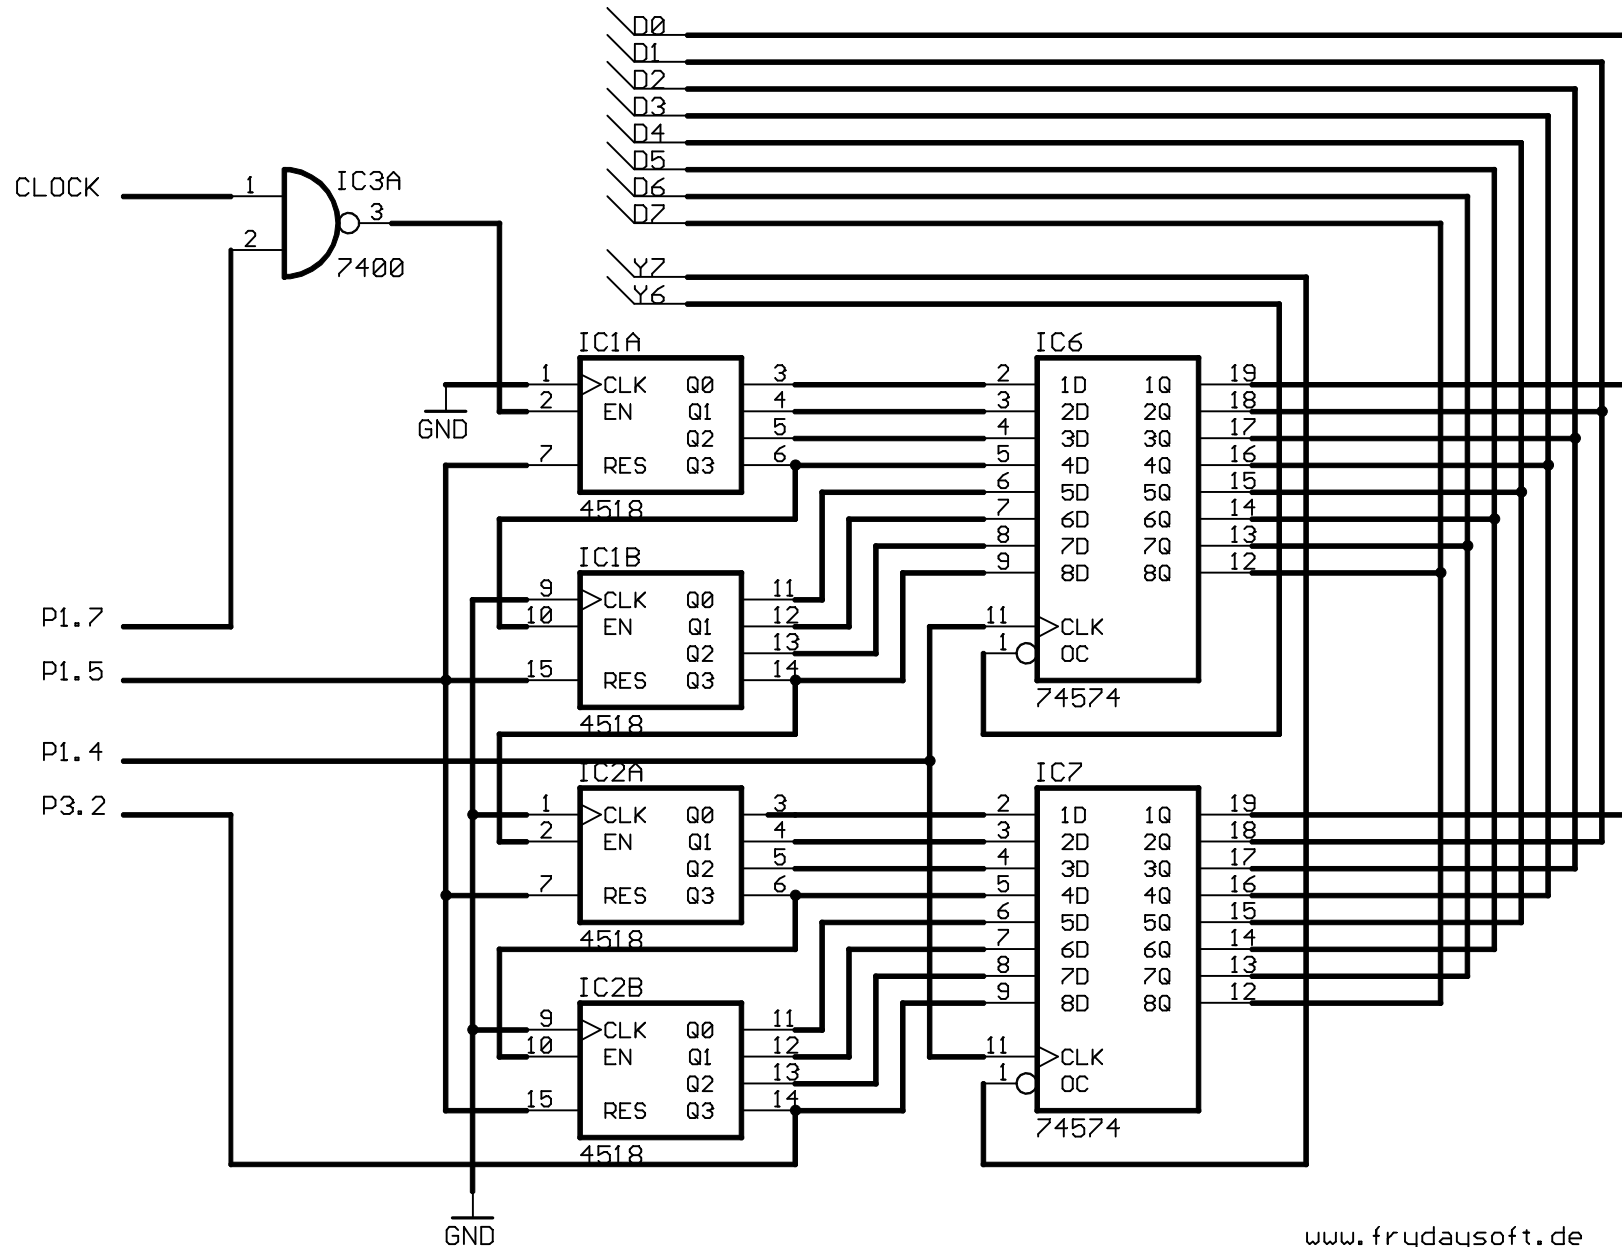 D0
D1
D2
D3
D4
D5
D6
D7
Y7
Y6
CLOCK
1
2
IC3A
3
7400
IC1A
1 CLK Q0 3
2 EN Q1 4
Q2 5
7 RES Q3 6
4518
GND
IC6
2 1D 1Q 19
3 2D 2Q 18
4 3D 3Q 17
5 4D 4Q 16
6 5D 5Q 15
7 6D 6Q 14
8 7D 7Q 13
9 8D 8Q 12
11 CLK
1 OC
74574
IC1B
9 CLK Q0 11
10 EN Q1 12
Q2 13
15 RES Q3 14
4518
P1.7
P1.5
P1.4
P3.2
IC2A
1 CLK Q0 3
2 EN Q1 4
Q2 5
7 RES Q3 6
4518
IC7
2 1D 1Q 19
3 2D 2Q 18
4 3D 3Q 17
5 4D 4Q 16
6 5D 5Q 15
7 6D 6Q 14
8 7D 7Q 13
9 8D 8Q 12
11 CLK
1 OC
74574
IC2B
9 CLK Q0 11
10 EN Q1 12
Q2 13
15 RES Q3 14
4518
GND
www.frydaysoft.de